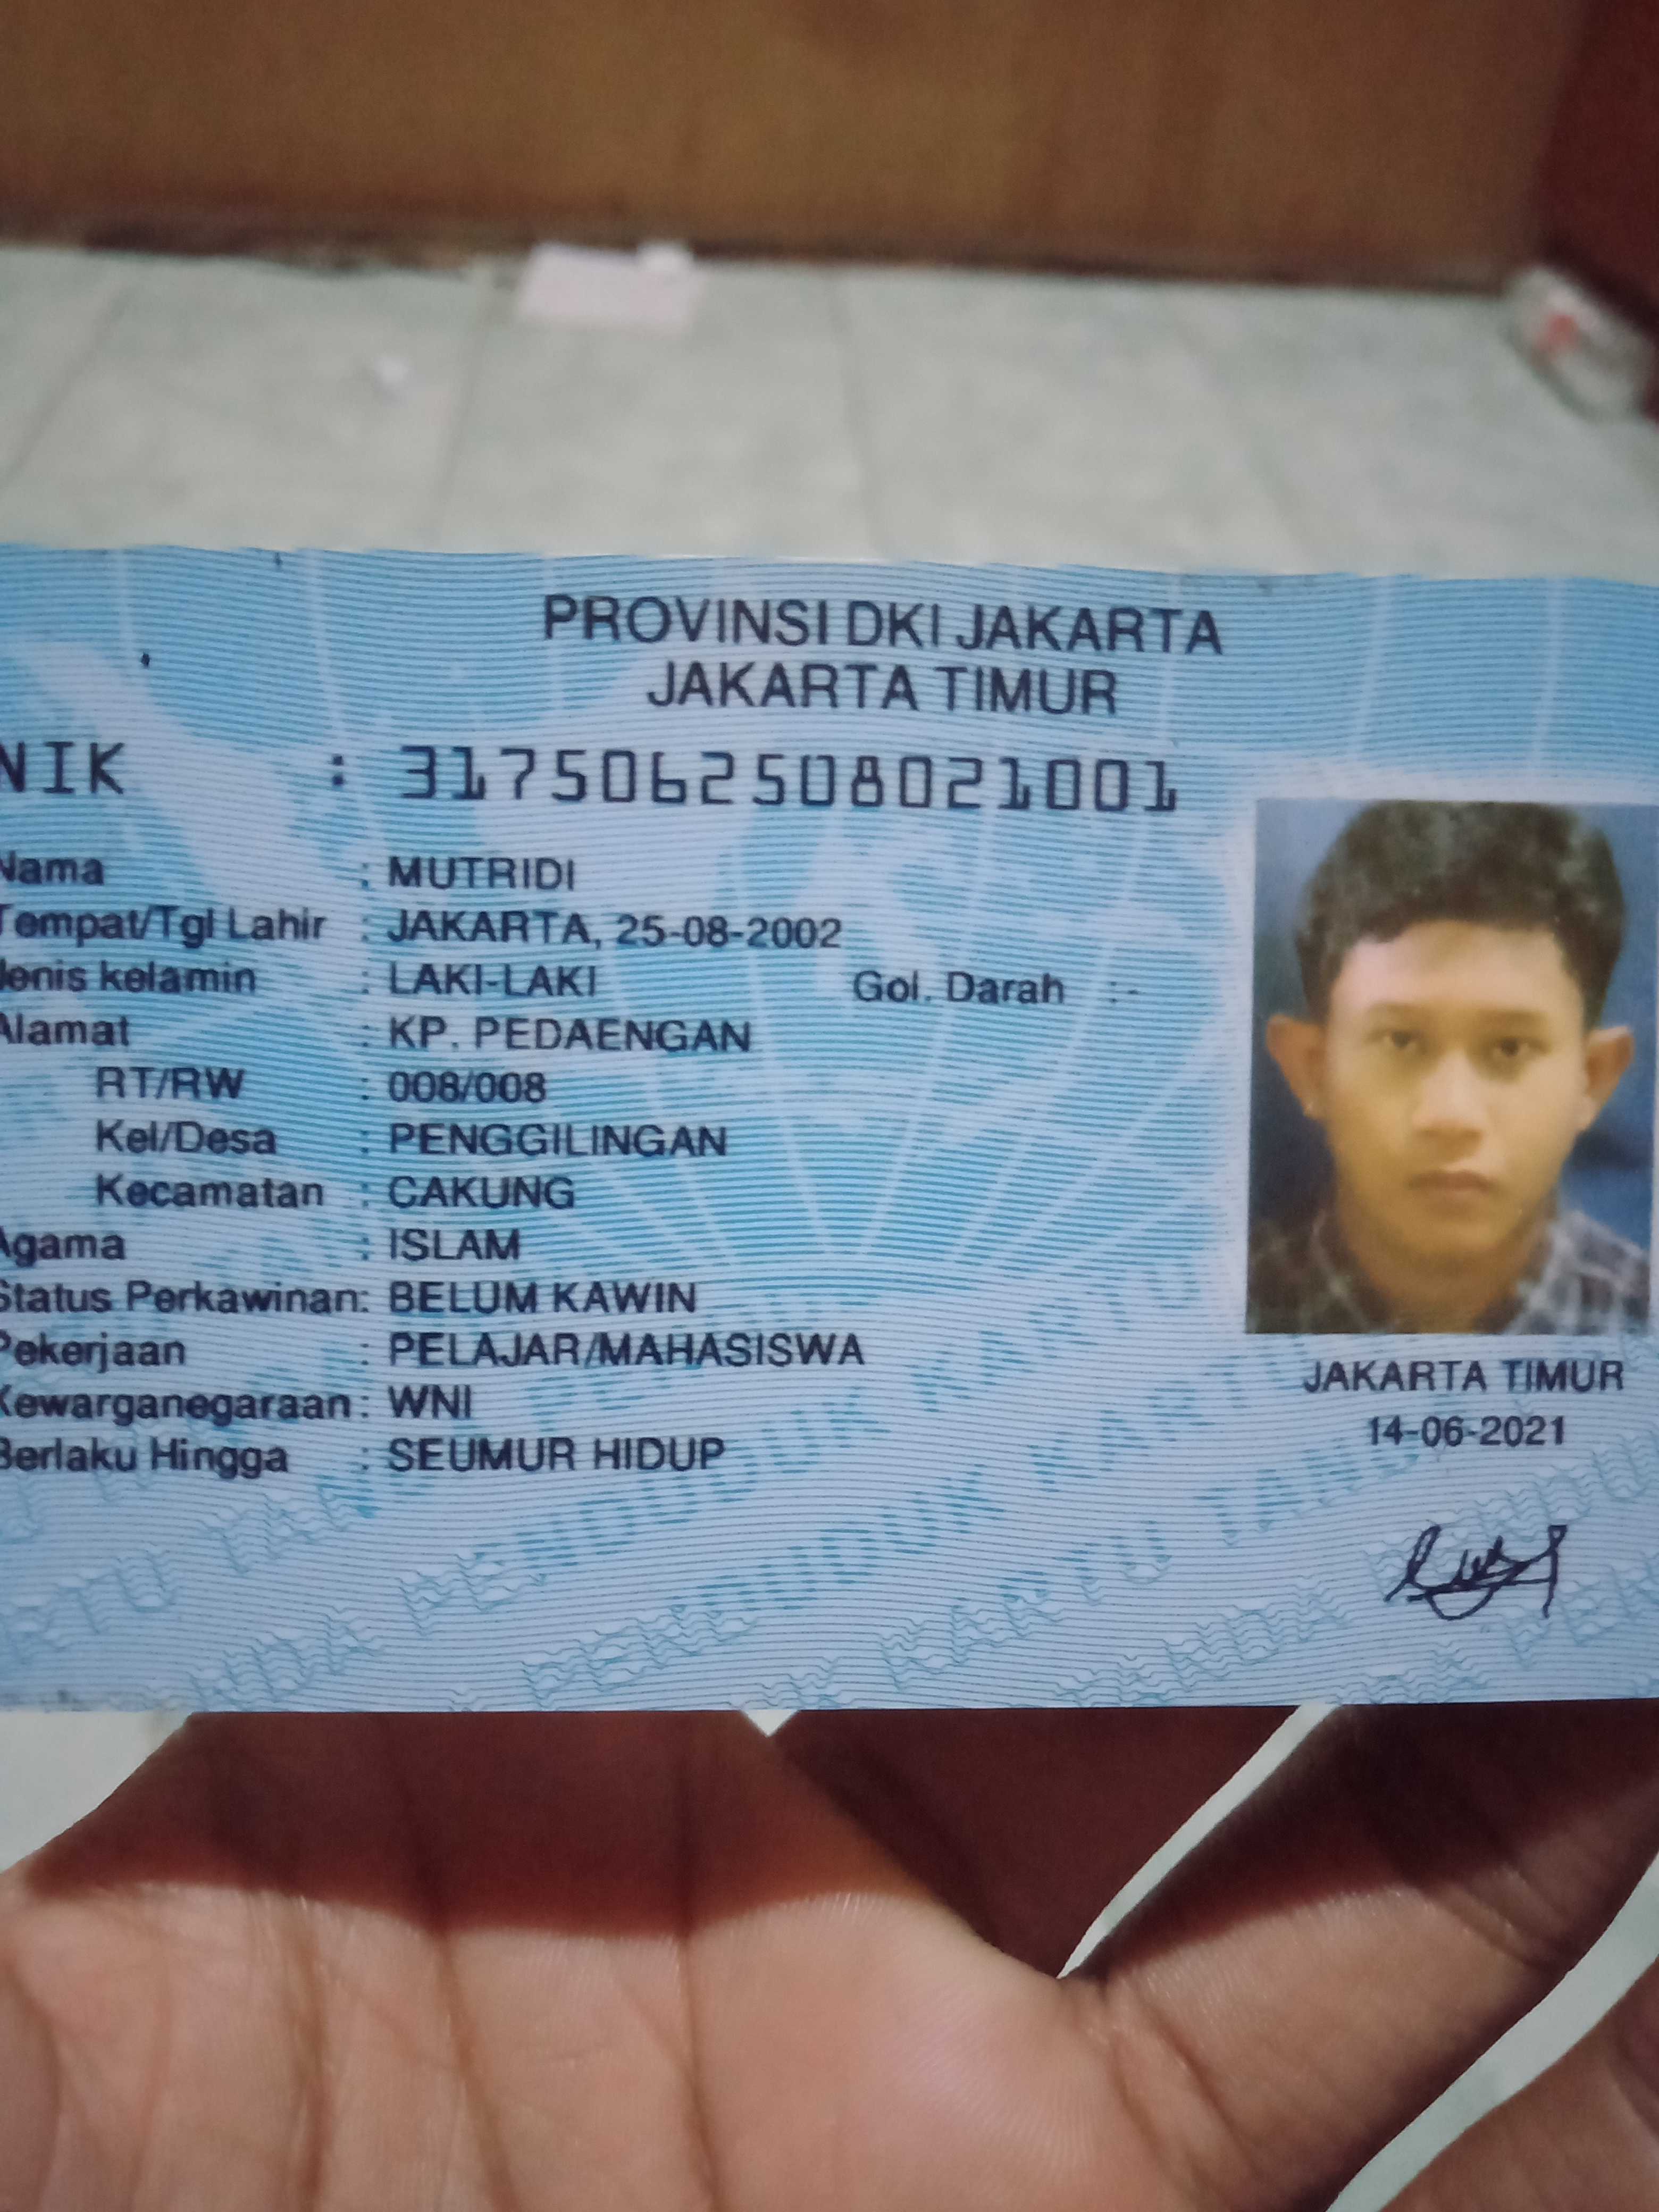 PROVINSI DKI JAKARTA
JAKARTA TIMUR
NIK : 3175062508021001
Nama : MUTRIDI
Tempat/Tgl Lahir : JAKARTA, 25-08-2002
Jenis kelamin : LAKI-LAKI Gol. Darah : -
Alamat : KP. PEDAENGAN
RT/RW : 008/008
Kel/Desa : PENGGILINGAN
Kecamatan : CAKUNG
Agama : ISLAM
Status Perkawinan: BELUM KAWIN
Pekerjaan : PELAJAR/MAHASISWA
Kewarganegaraan: WNI
Berlaku Hingga : SEUMUR HIDUP
JAKARTA TIMUR
14-06-2021